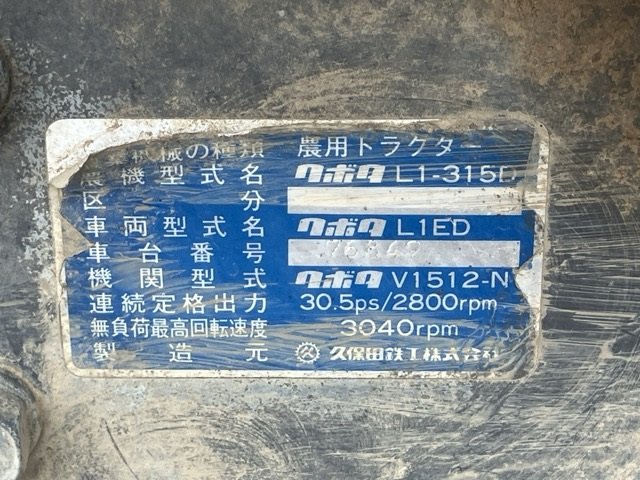 機械の種類 農用トラクター
農機型式名 クボタ L1-315D
区分
車両型式名 クボタ L1ED
車台番号
機関型式 クボタ V1512-N
連続定格出力 30.5ps/2800rpm
無負荷最高回転速度 3040rpm
製造元 久保田鉄工株式会社